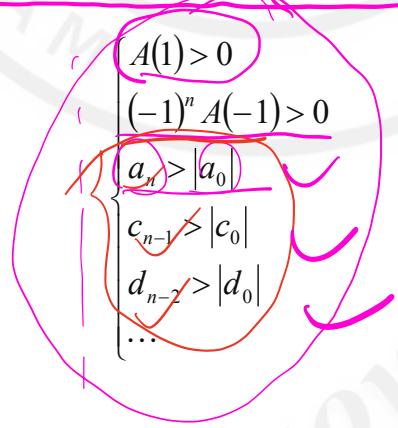 A(1) > 0
(-1)^n A(-1) > 0
a_n > |a_0|
c_{n-1} > |c_0|
d_{n-2} > |d_0|
...